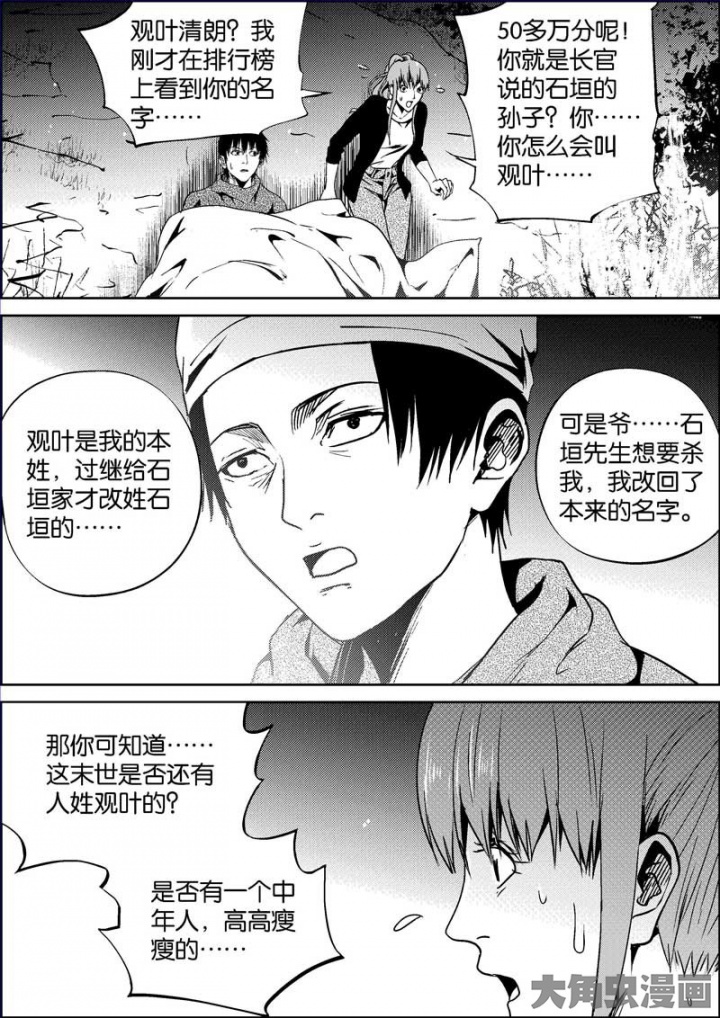 观叶清朗？我
刚才在排行榜
上看到你的名
字……
50多万分呢！
你就是长官
说的石垣的
孙子？你……
你怎么会叫
观叶……
观叶是我的本
姓，过继给石
垣家才改姓石
垣的……
可是爷……石
垣先生想要杀
我，我改回了
本来的名字。
那你可知道……
这末世是否还有
人姓观叶的？
是否有一个中
年人，高高瘦
瘦的……
大角虫漫画